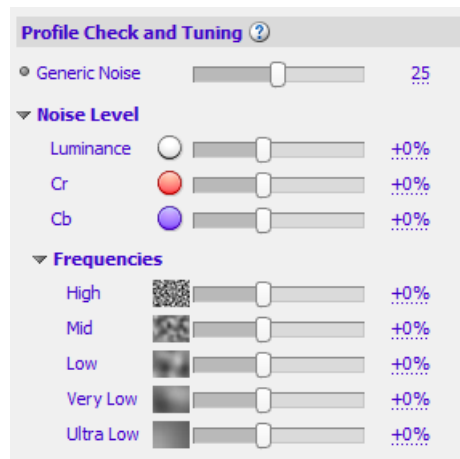 Profile Check and Tuning ?
Generic Noise 25
Noise Level
Luminance +0%
Cr +0%
Cb +0%
Frequencies
High +0%
Mid +0%
Low +0%
Very Low +0%
Ultra Low +0%